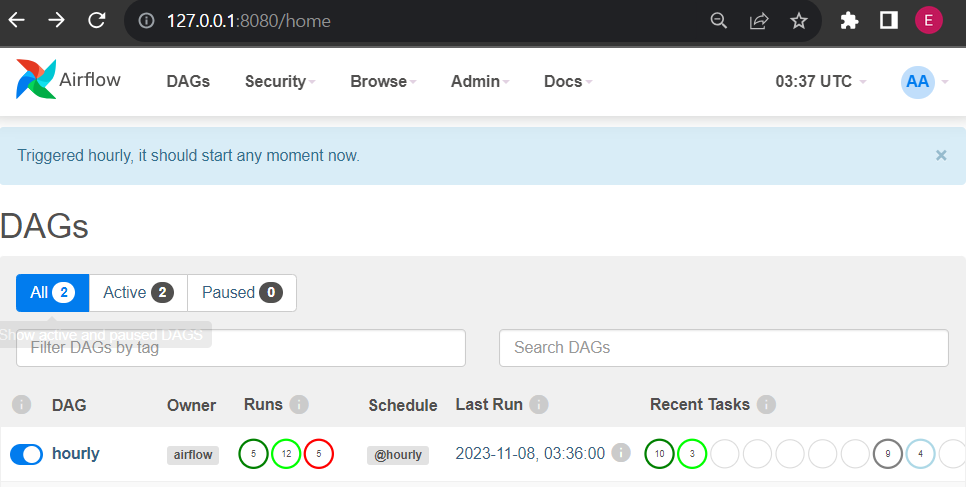 127.0.0.1:8080/home
E
Airflow DAGs Security Browse Admin Docs 03:37 UTC AA
Triggered hourly, it should start any moment now. ×
DAGs
All 2 Active 2 Paused 0
Show active and paused DAGS
Filter DAGs by tag Search DAGs
i DAG Owner Runs i Schedule Last Run i Recent Tasks i
hourly airflow 5 12 5 @hourly 2023-11-08, 03:36:00 i 10 3 9 4